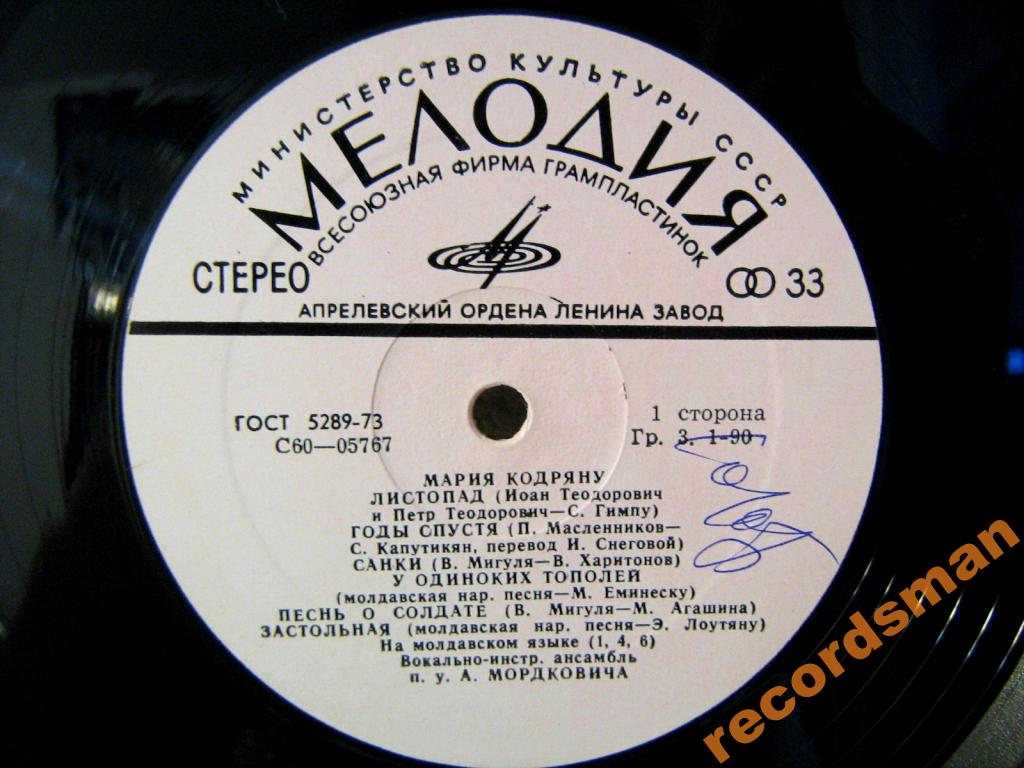 МИНИСТЕРСТВО КУЛЬТУРЫ СССР
МЕЛОДИЯ
ВСЕСОЮЗНАЯ ФИРМА ГРАМПЛАСТИНОК
СТЕРЕО
33
АПРЕЛЕВСКИЙ ОРДЕНА ЛЕНИНА ЗАВОД
ГОСТ 5289-73
С60—05767
1 сторона
Гр. 3. 1-90
МАРИЯ КОДРЯНУ
ЛИСТОПАД (Иоан Теодорович
и Петр Теодорович—С. Гимпу)
ГОДЫ СПУСТЯ (П. Масленников—
С. Капутикян, перевод И. Снеговой)
САНКИ (В. Мигуля—В. Харитонов)
У ОДИНОКИХ ТОПОЛЕЙ
(молдавская нар. песня—М. Еминеску)
ПЕСНЬ О СОЛДАТЕ (В. Мигуля—М. Агашина)
ЗАСТОЛЬНАЯ (молдавская нар. песня—Э. Лоутяну)
На молдавском языке (1, 4, 6)
Вокально-инстр. ансамбль
п. у. А. МОРДКОВИЧА
recordsman